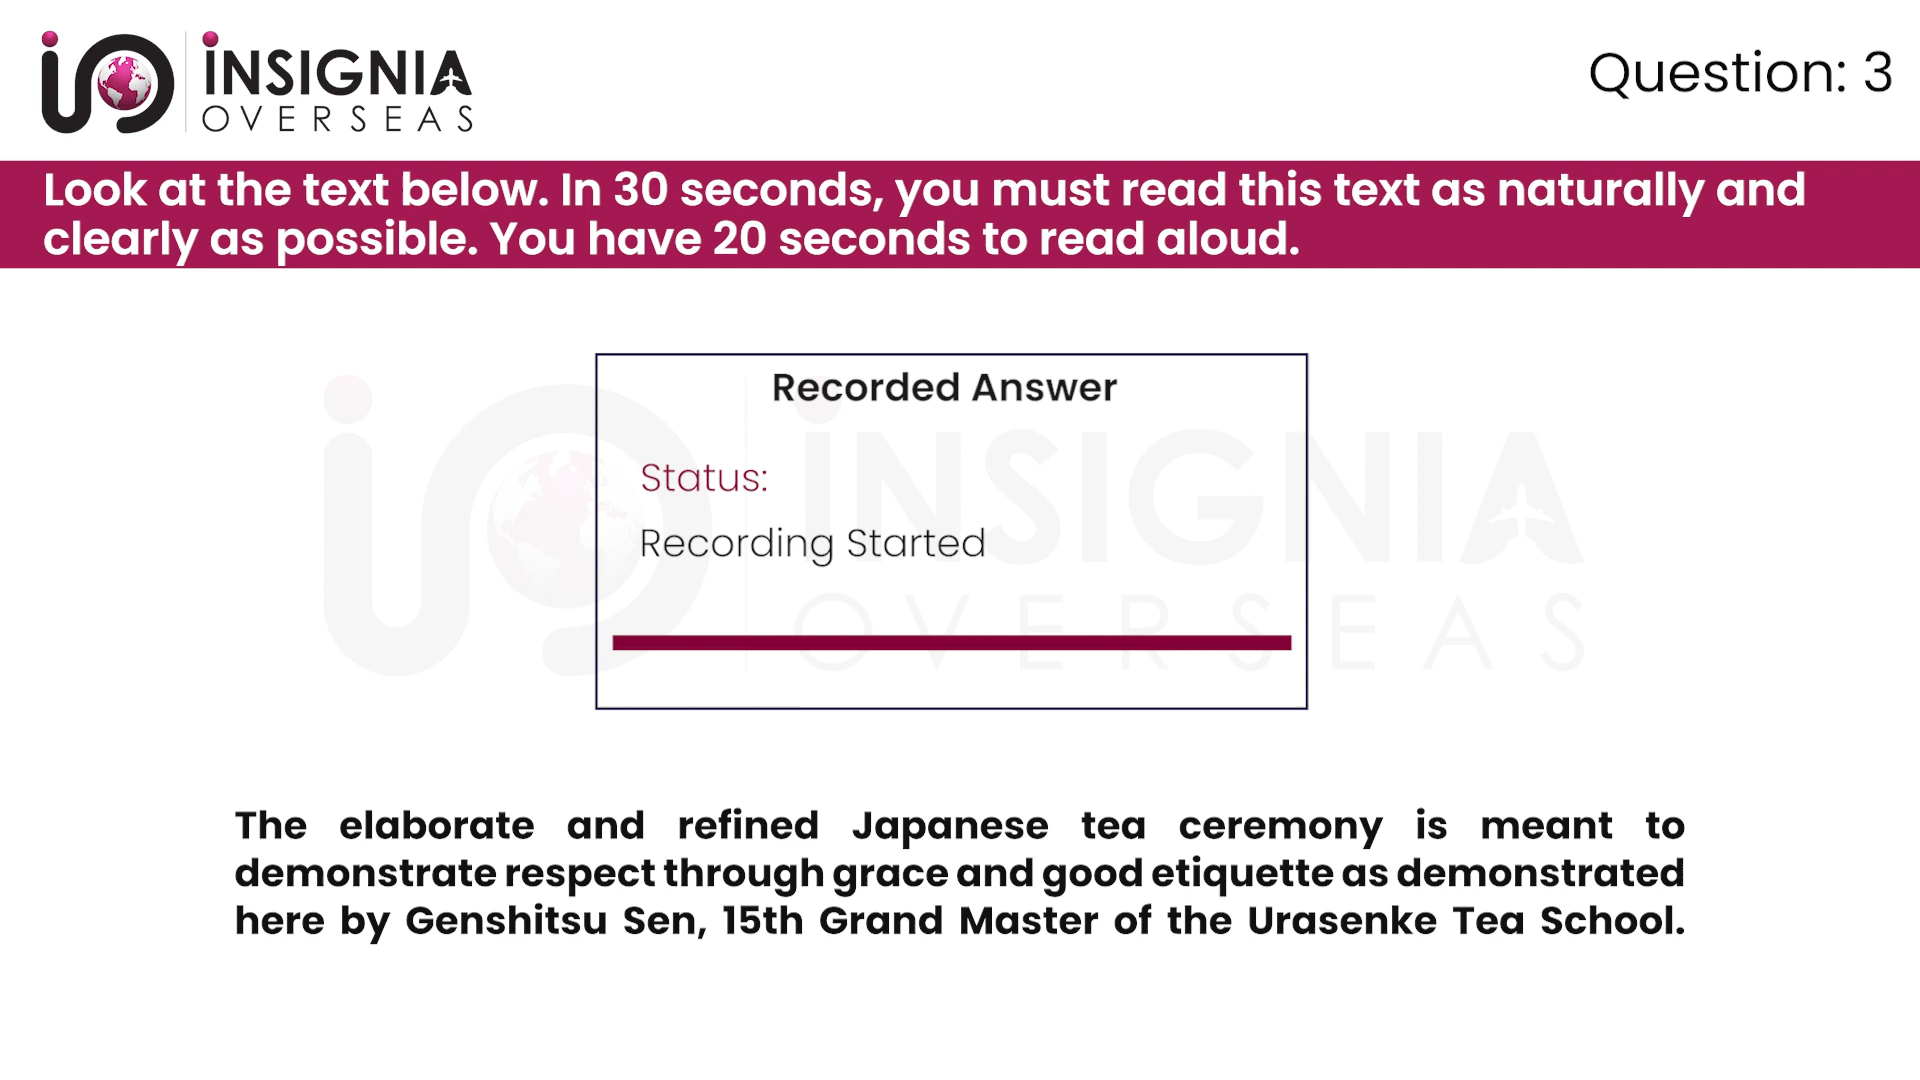 INSIGNIA
OVERSEAS
Question: 3
Look at the text below. In 30 seconds, you must read this text as naturally and
clearly as possible. You have 20 seconds to read aloud.
Recorded Answer
Status:
Recording Started
INSIGNIA
OVERSEAS
The elaborate and refined Japanese tea ceremony is meant to
demonstrate respect through grace and good etiquette as demonstrated
here by Genshitsu Sen, 15th Grand Master of the Urasenke Tea School.